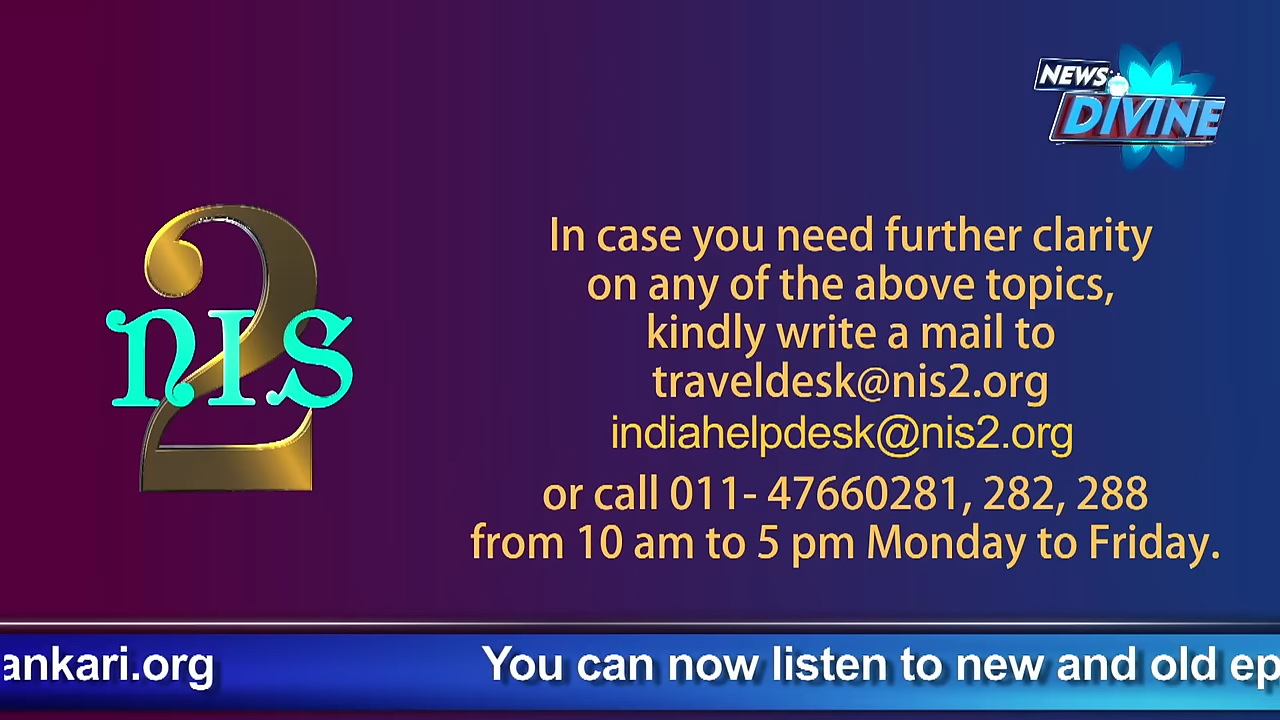 NEWS
DIVINE
2
nIS
In case you need further clarity
on any of the above topics,
kindly write a mail to
traveldesk@nis2.org
indiahelpdesk@nis2.org
or call 011- 47660281, 282, 288
from 10 am to 5 pm Monday to Friday.
ankari.org You can now listen to new and old ep